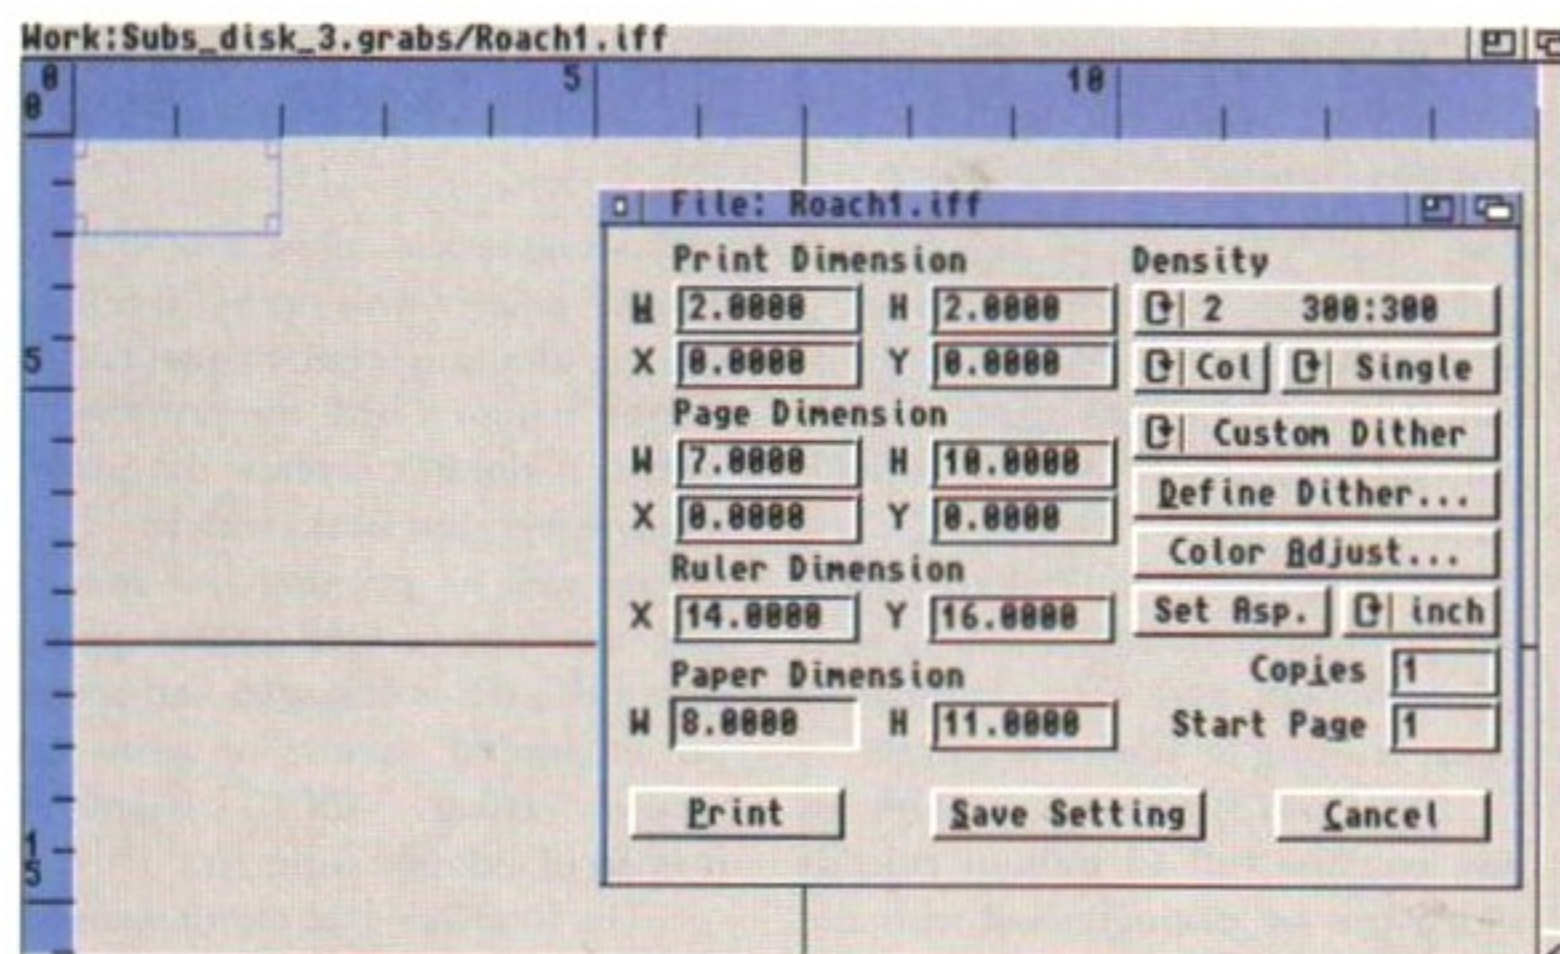 Work:Subs_disk_3.grabs/Roach1.iff
0 5 10
0
5
15
File: Roach1.iff
Print Dimension Density
W 2.0000 H 2.0000 2 300:300
X 0.0000 Y 0.0000 Col Single
Page Dimension Custom Dither
W 7.0000 H 10.0000 Define Dither...
X 0.0000 Y 0.0000
Ruler Dimension Color Adjust...
X 14.0000 Y 16.0000 Set Asp. inch
Paper Dimension Copies 1
W 8.0000 H 11.0000 Start Page 1
Print Save Setting Cancel